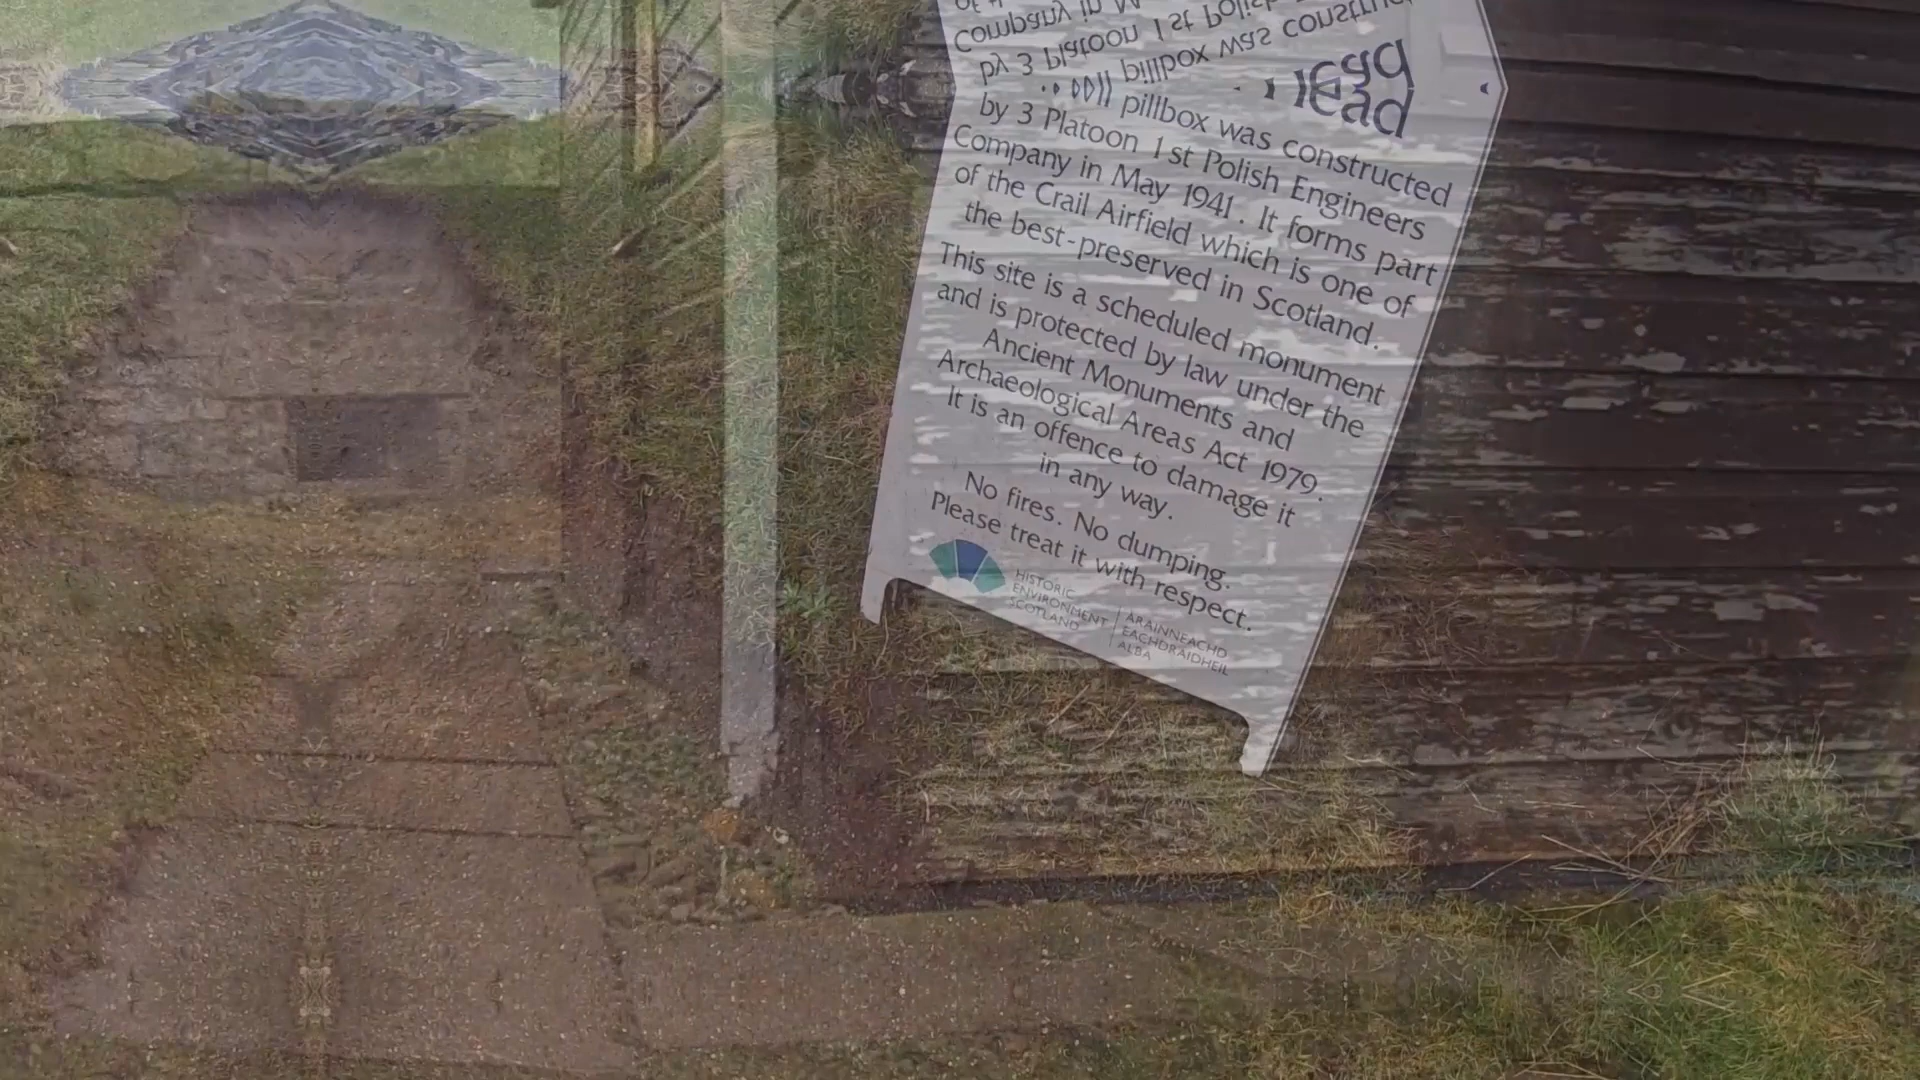 lead
pillbox was constructed
by 3 Platoon 1st Polish Engineers
Company in May 1941. It forms part
of the Crail Airfield which is one of
the best-preserved in Scotland.
This site is a scheduled monument
and is protected by law under the
Ancient Monuments and
Archaeological Areas Act 1979.
It is an offence to damage it
in any way.
No fires. No dumping.
Please treat it with respect.
HISTORIC
ENVIRONMENT
SCOTLAND
ÀRAINNEACHD
EACHDRAIDHEIL
ALBA